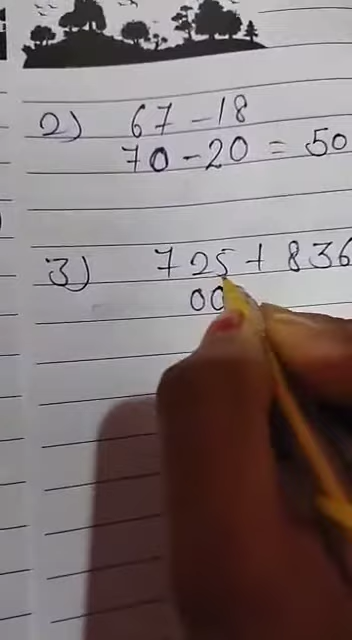 2) 67 - 18
70 - 20 = 50
3) 725 + 836
00